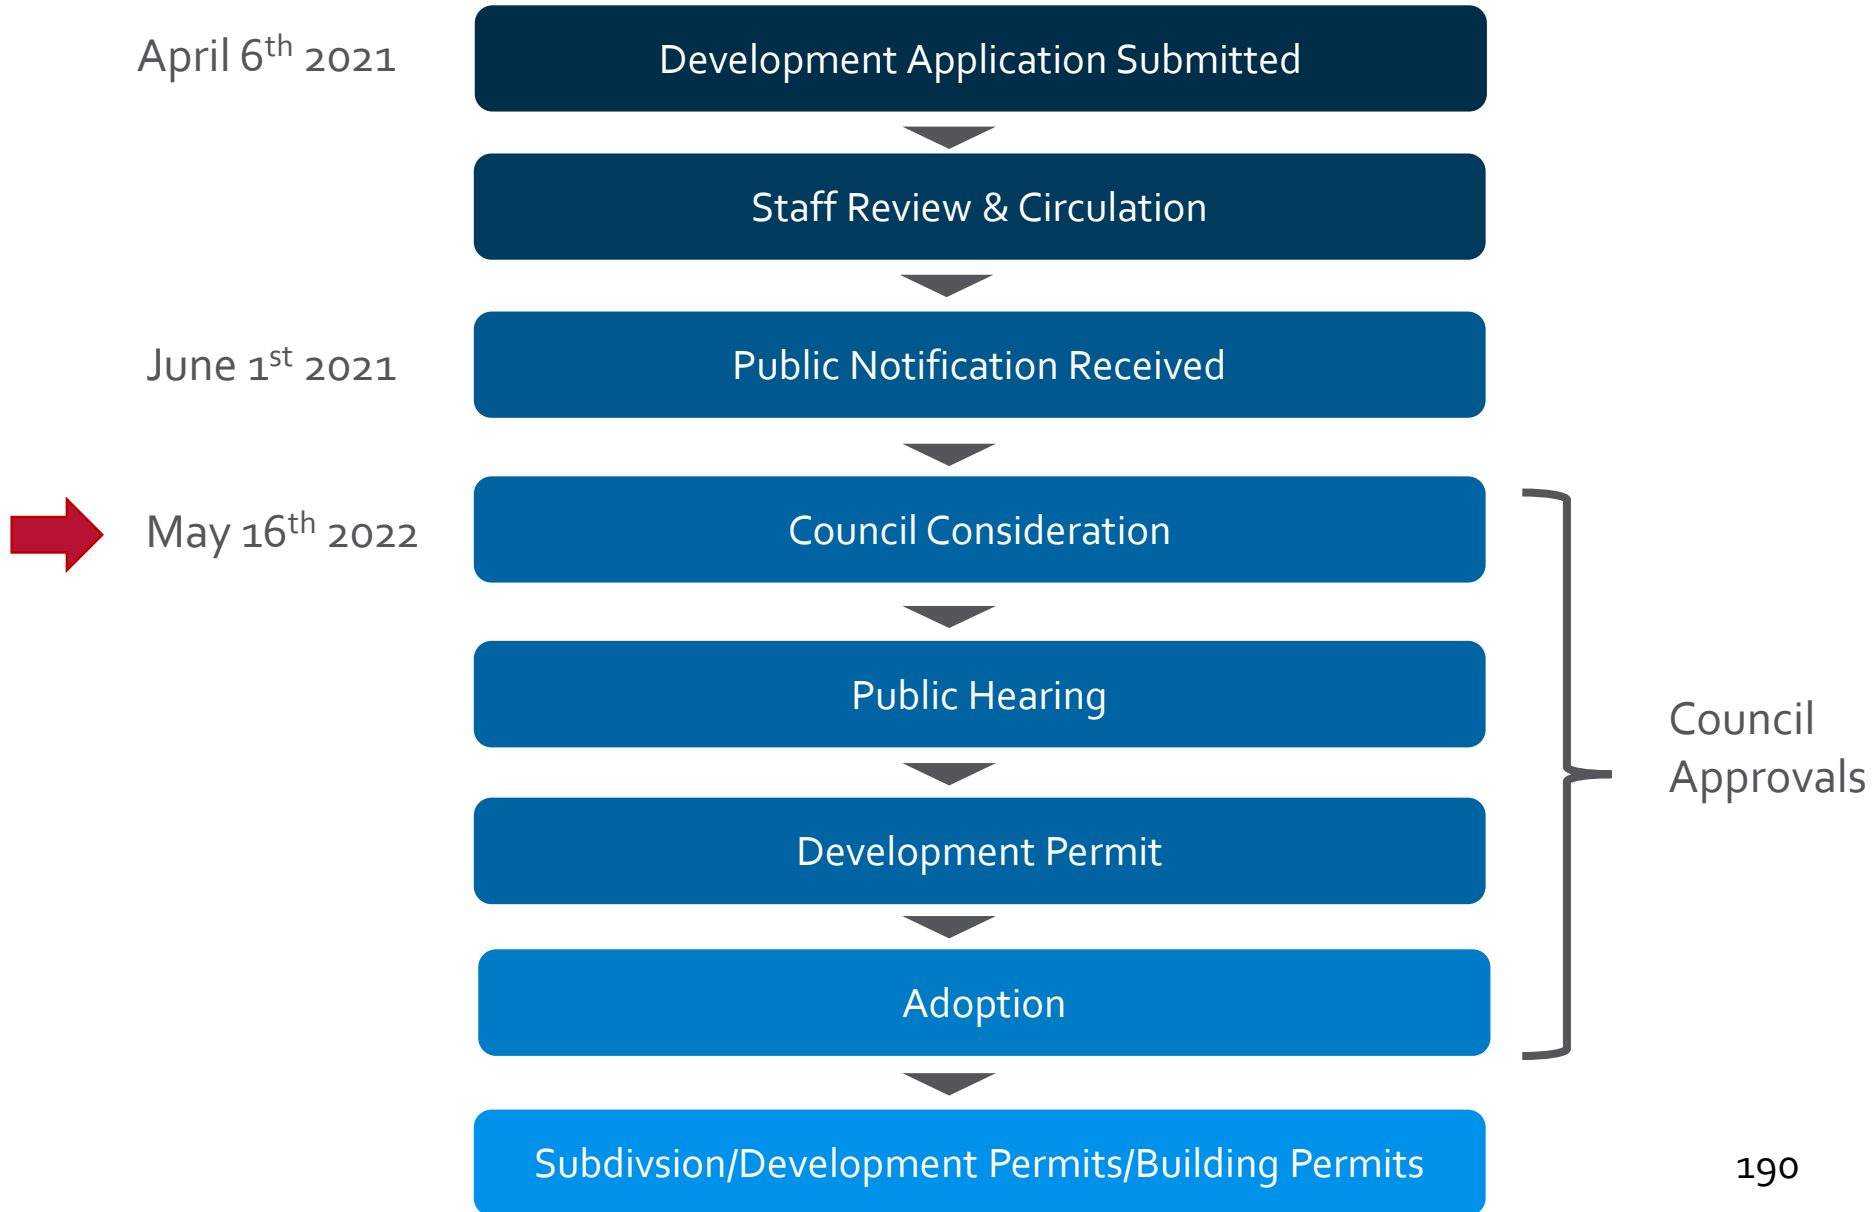 April 6th 2021
Development Application Submitted
Staff Review & Circulation
June 1st 2021
Public Notification Received
May 16th 2022
Council Consideration
Public Hearing
Council
Approvals
Development Permit
Adoption
Subdivsion/Development Permits/Building Permits
190